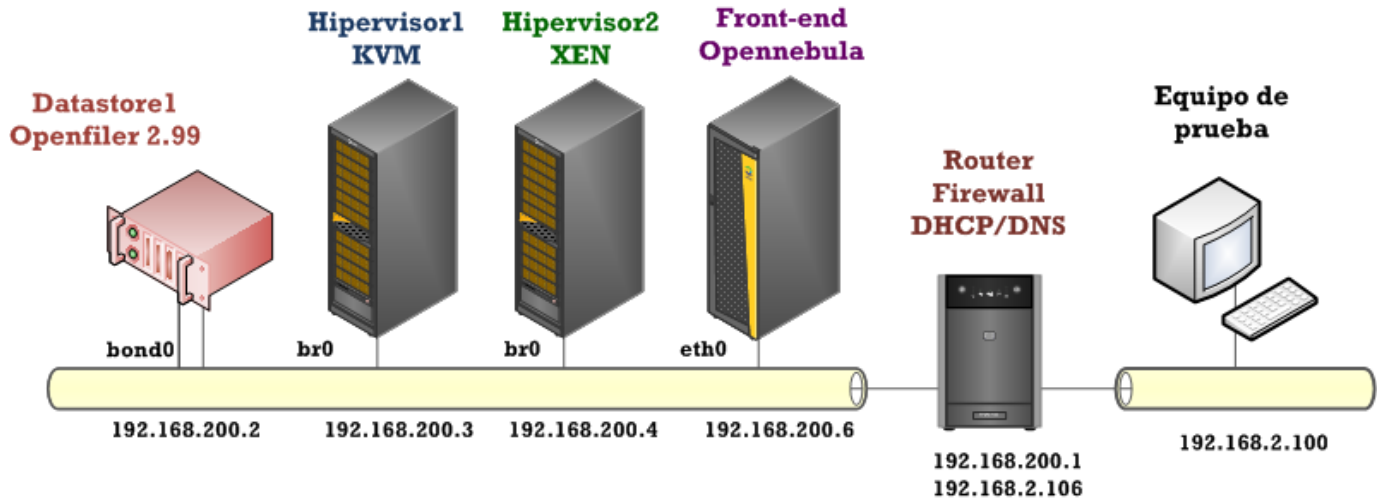 Hipervisor1
KVM
Hipervisor2
XEN
Front-end
Opennebula
Datastore1
Openfiler 2.99
Equipo de
prueba
Router
Firewall
DHCP/DNS
bond0
br0
br0
eth0
192.168.200.2
192.168.200.3
192.168.200.4
192.168.200.6
192.168.2.100
192.168.200.1
192.168.2.106